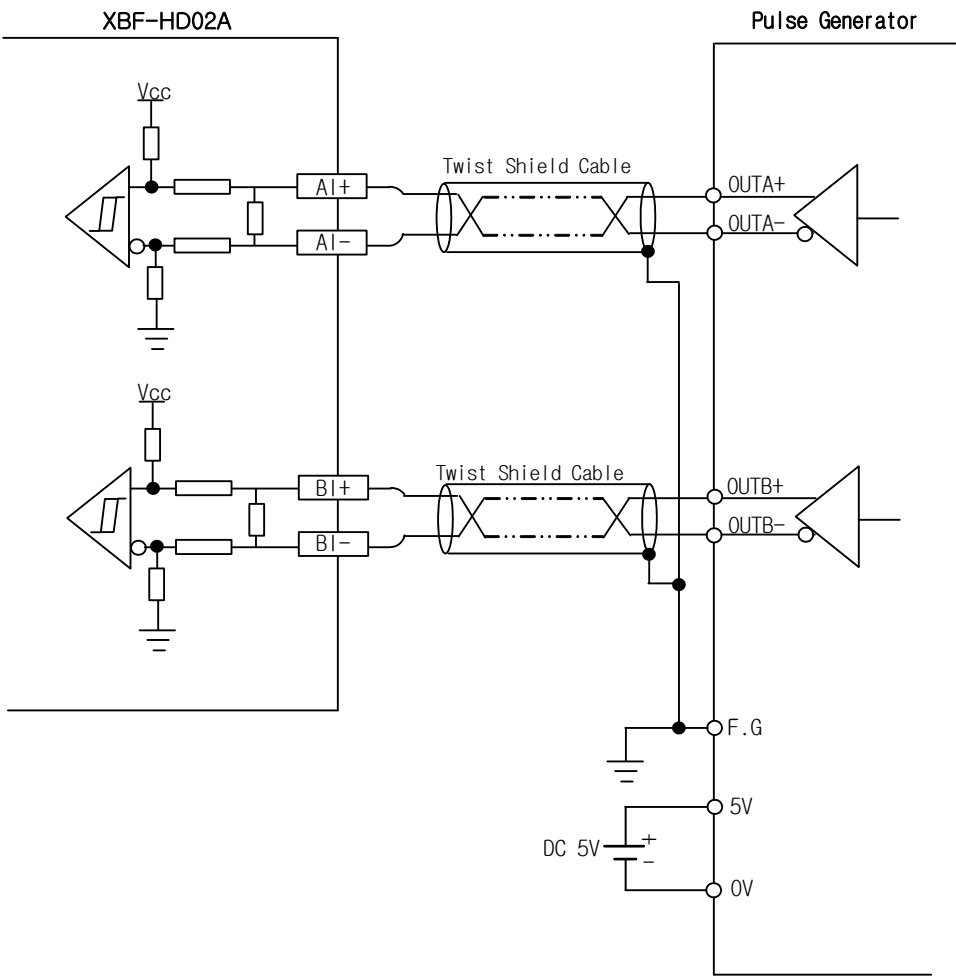 XBF-HD02A
Pulse Generator
Vcc
Twist Shield Cable
AI+
OUTA+
OUTA-
AI-
Vcc
Twist Shield Cable
BI+
OUTB+
OUTB-
BI-
F.G
5V
DC 5V
+
-
0V